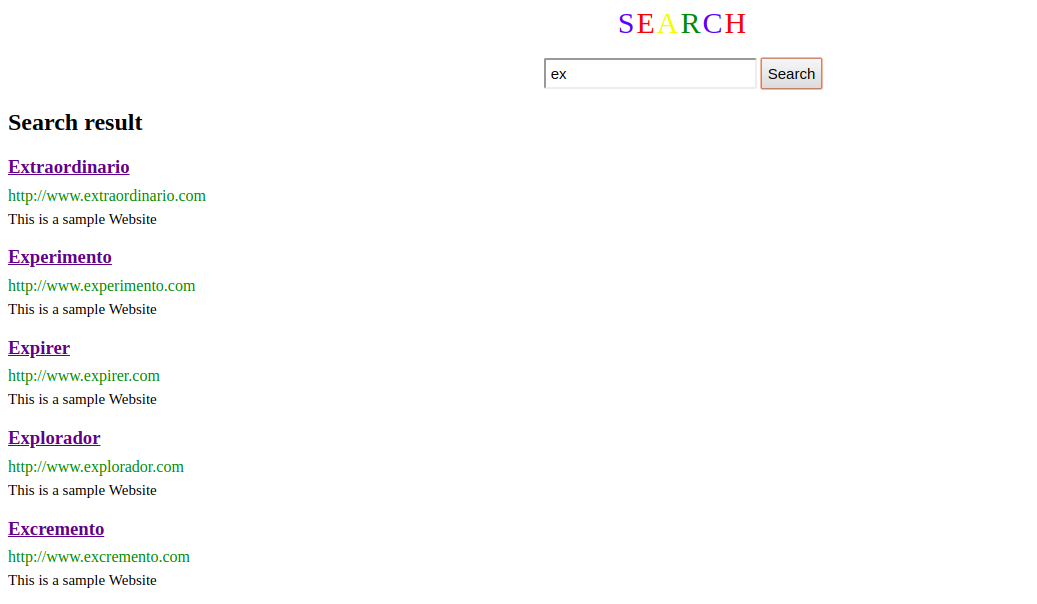 SEARCH
ex Search
Search result
Extraordinario
http://www.extraordinario.com
This is a sample Website
Experimento
http://www.experimento.com
This is a sample Website
Expirer
http://www.expirer.com
This is a sample Website
Explorador
http://www.explorador.com
This is a sample Website
Excremento
http://www.excremento.com
This is a sample Website